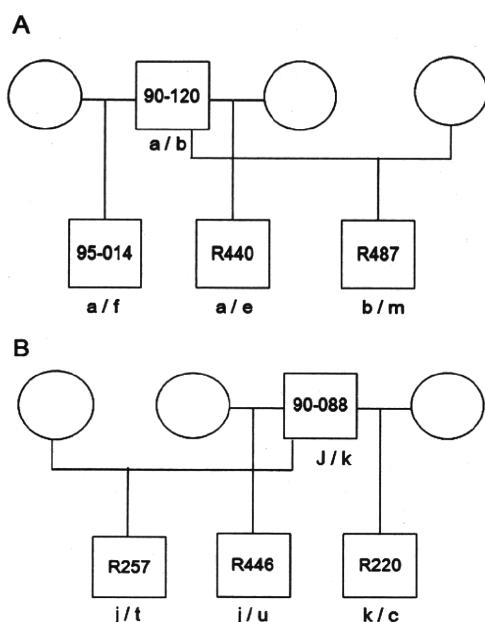 A
90-120
a / b
95-014 R440 R487
a / f a / e b / m
B
90-088
J / k
R257 R446 R220
j / t j / u k / c